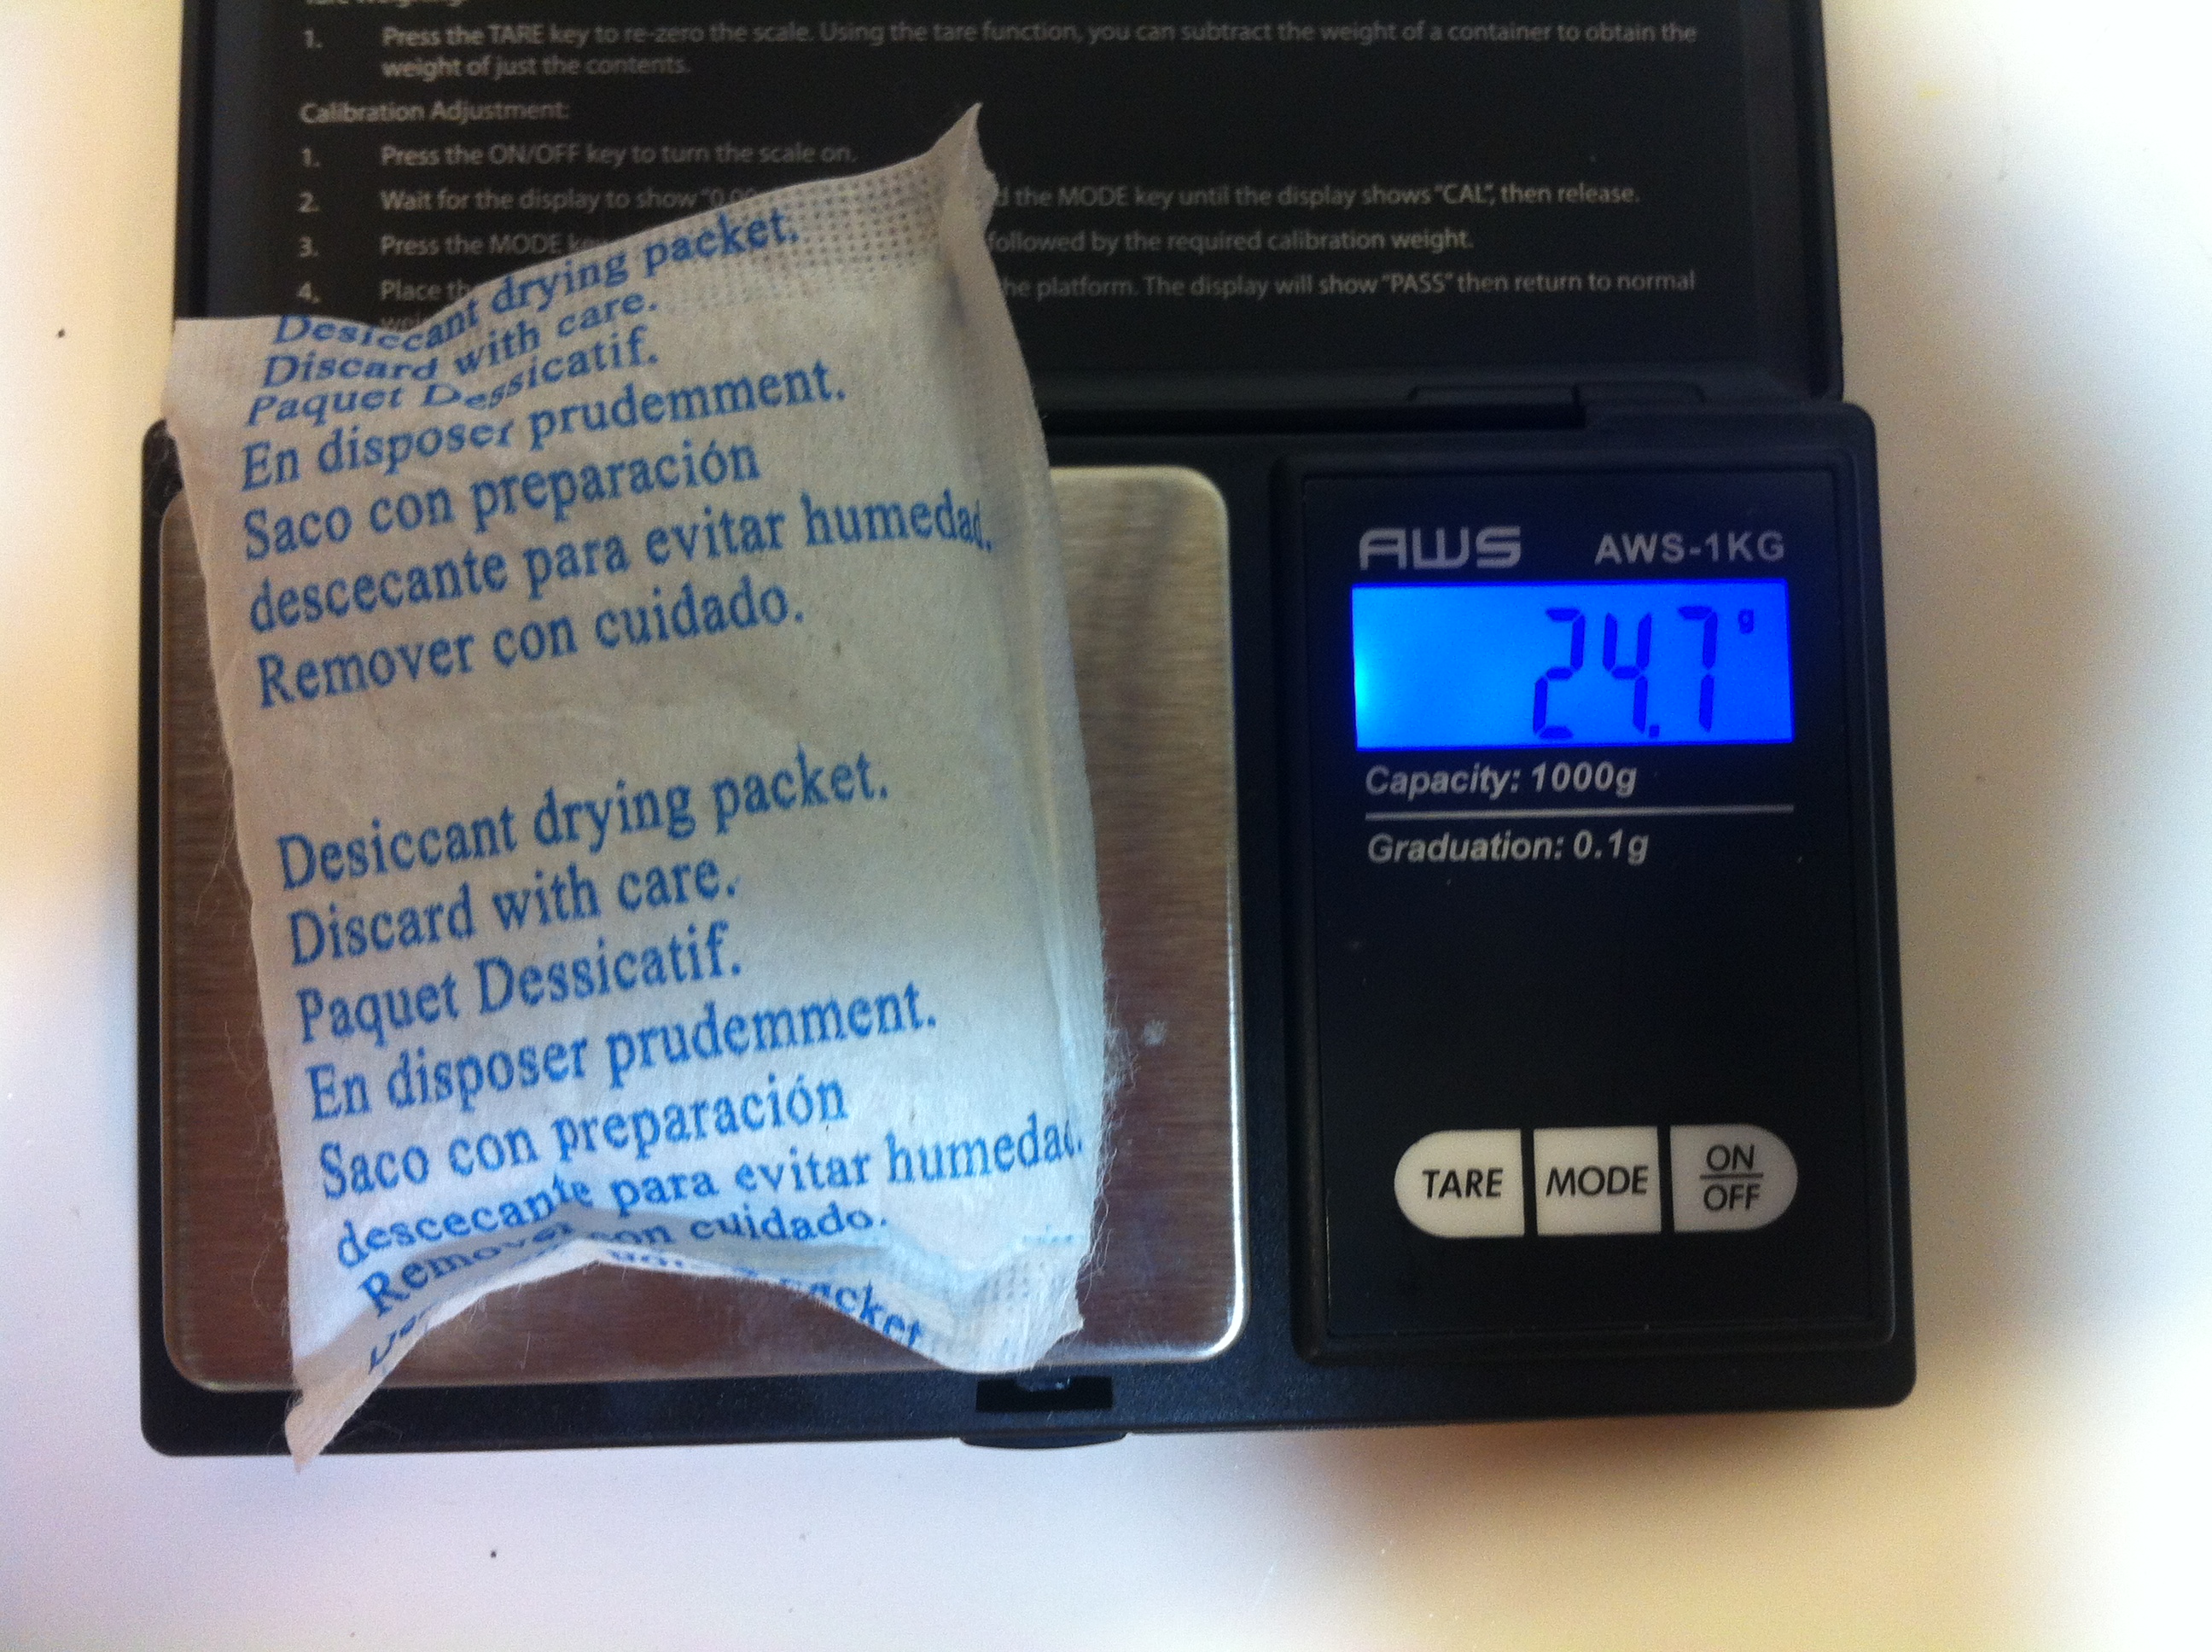 1. Press the TARE key to re-zero the scale. Using the tare function, you can subtract the weight of a container to obtain the
weight of just the contents.
Calibration Adjustment:
1. Press the ON/OFF key to turn the scale on.
2. Wait for the display to show "0.00 the MODE key until the display shows "CAL", then release.
3. Press the MODE followed by the required calibration weight.
4. Place the platform. The display will show "PASS" then return to normal
Desiccant drying packet.
Discard with care.
Paquet Dessicatif.
En disposer prudemment.
Saco con preparación
descecante para evitar humedad.
Remover con cuidado.
Desiccant drying packet.
Discard with care.
Paquet Dessicatif.
En disposer prudemment.
Saco con preparación
descecante para evitar humedad.
Remover con cuidado.
packet
AWS AWS-1KG
24.7 g
Capacity: 1000g
Graduation: 0.1g
TARE MODE ON/OFF